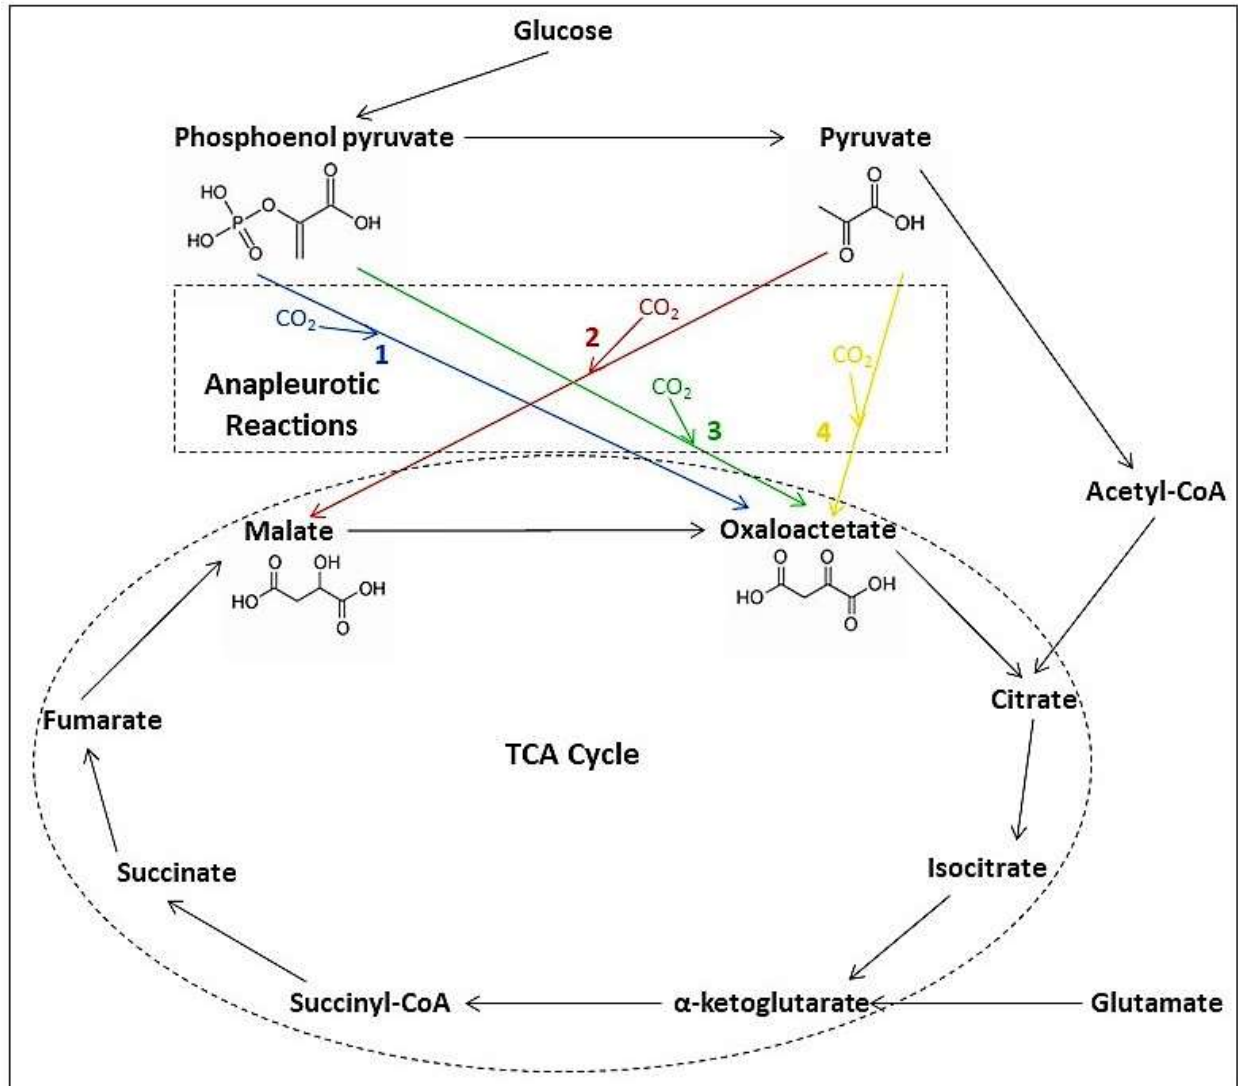 Glucose
Phosphoenol pyruvate
Pyruvate
O
HO
O
P
OH
HO
O
O
OH
O
CO2
1
2
CO2
CO2
3
CO2
4
Anapleurotic
Reactions
Acetyl-CoA
Malate
Oxaloactetate
O
OH
HO
OH
O
O
O
HO
OH
O
Citrate
Fumarate
TCA Cycle
Succinate
Isocitrate
Succinyl-CoA
α-ketoglutarate
Glutamate